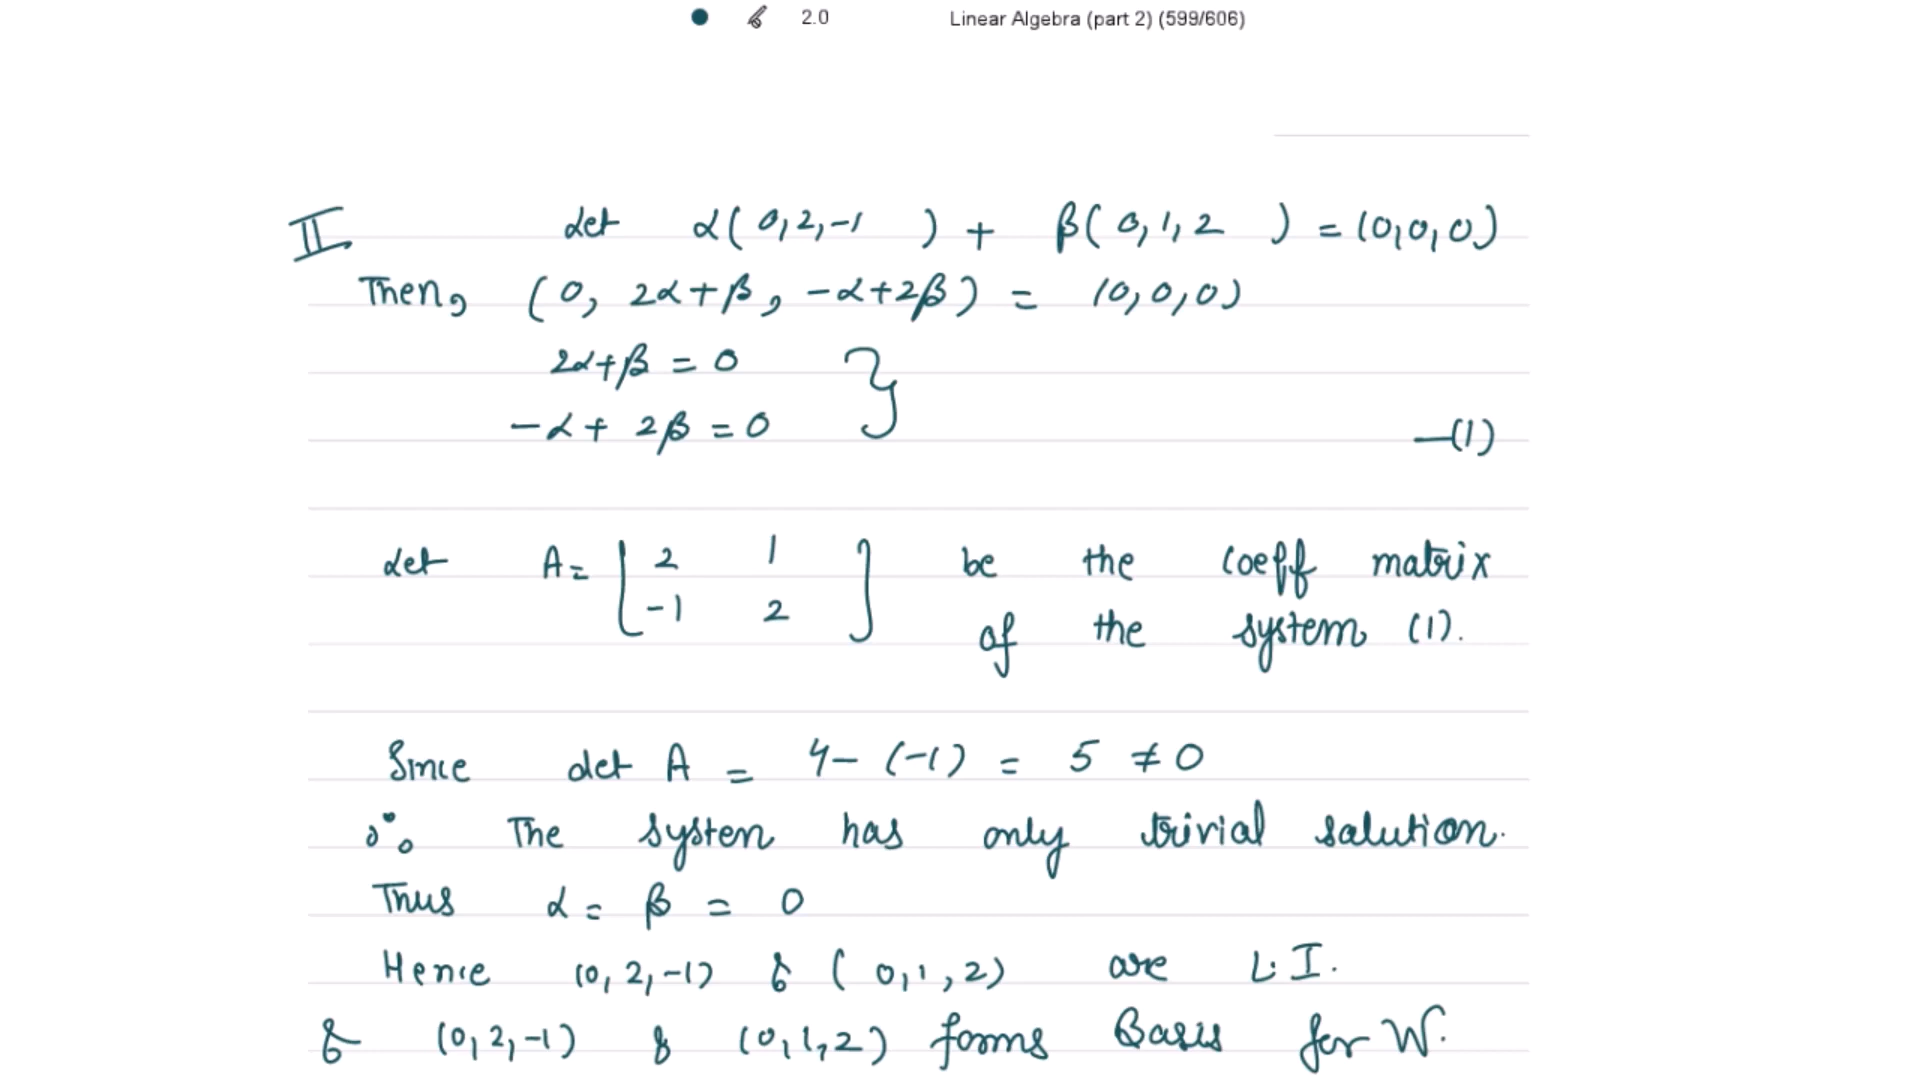 2.0 Linear Algebra (part 2) (599/606)
II. Let α(0,2,-1 ) + β(0,1,2 ) = (0,0,0)
Then, (0, 2α+β, -α+2β) = (0,0,0)
2α+β = 0 }
-α+ 2β = 0 —(1)
Let A = [ 2 1 be the coeff matrix
-1 2 ] of the system (1).
Since det A = 4- (-1) = 5 ≠ 0
∴ The system has only trivial solution.
Thus α = β = 0
Hence (0, 2,-1) & ( 0,1,2) are L.I.
& (0,2,-1) & (0,1,2) forms Basis for W.